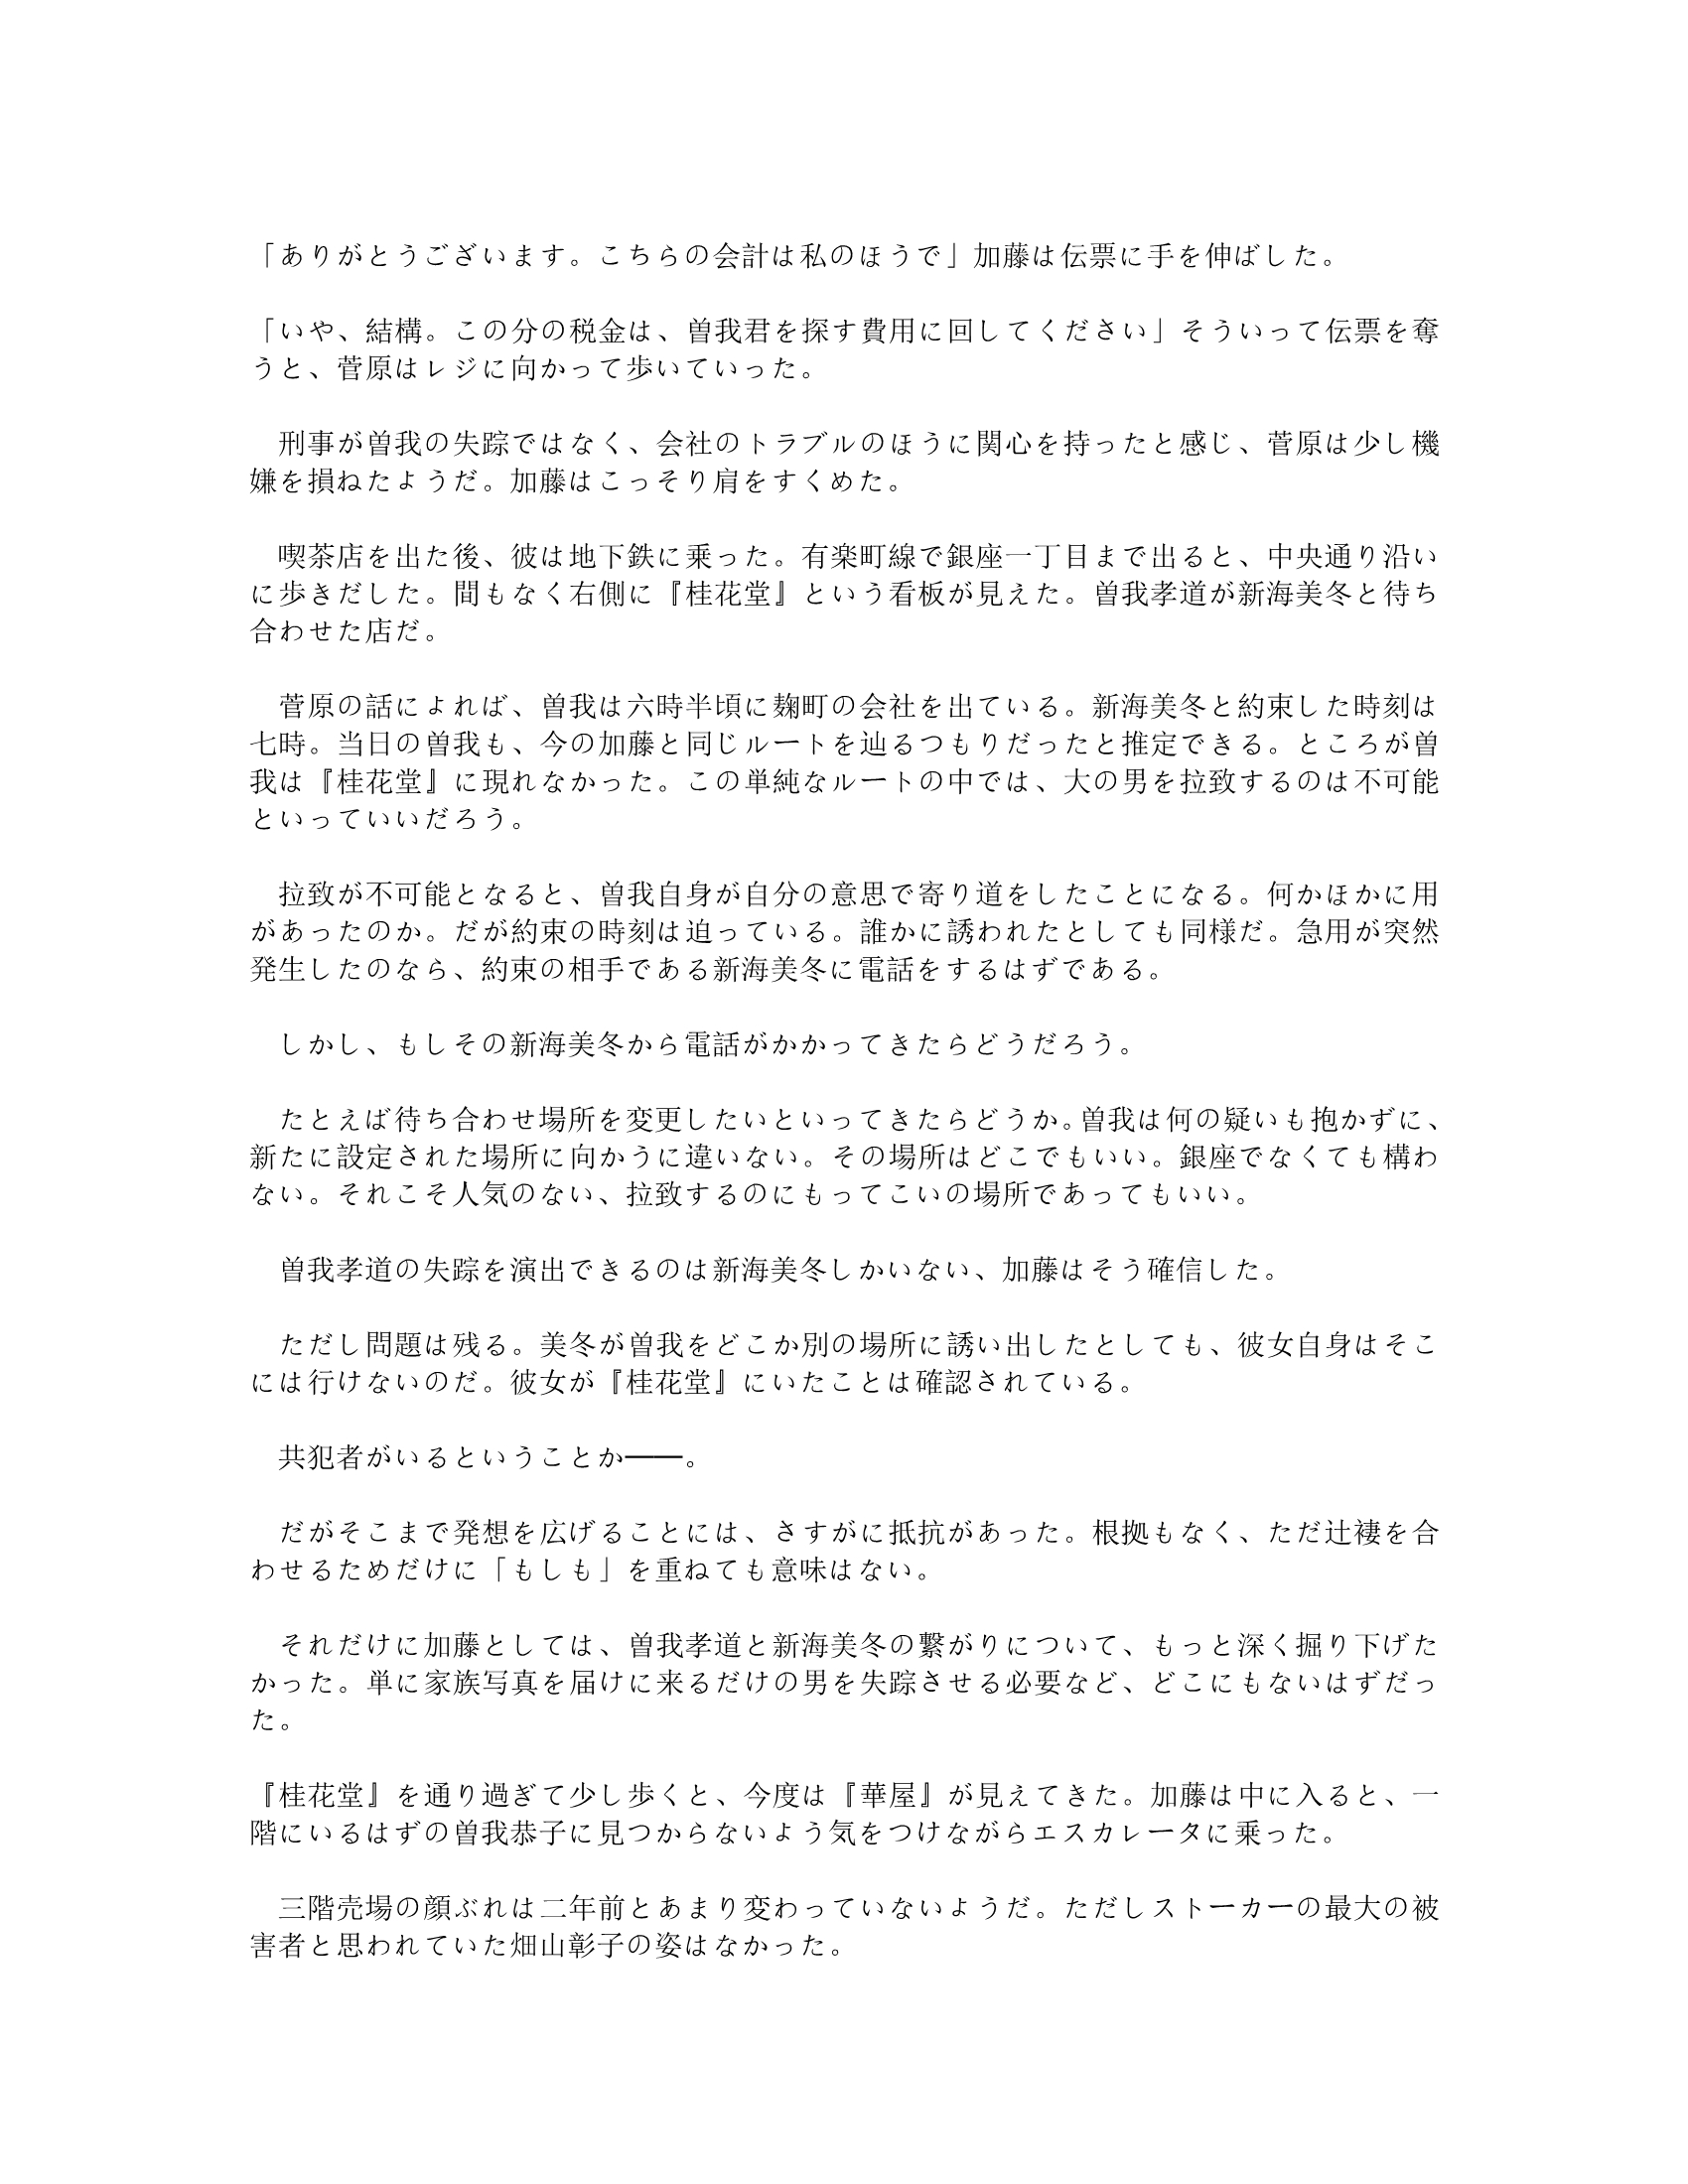 「ありがとうございます。こちらの会計は私のほうで」加藤は伝票に手を伸ばした。
「いや、結構。この分の税金は、曽我君を探す費用に回してください」そういって伝票を奪
うと、菅原はレジに向かって歩いていった。
　刑事が曽我の失踪ではなく、会社のトラブルのほうに関心を持ったと感じ、菅原は少し機
嫌を損ねたようだ。加藤はこっそり肩をすくめた。
　喫茶店を出た後、彼は地下鉄に乗った。有楽町線で銀座一丁目まで出ると、中央通り沿い
に歩きだした。間もなく右側に『桂花堂』という看板が見えた。曽我孝道が新海美冬と待ち
合わせた店だ。
　菅原の話によれば、曽我は六時半頃に麹町の会社を出ている。新海美冬と約束した時刻は
七時。当日の曽我も、今の加藤と同じルートを辿るつもりだったと推定できる。ところが曽
我は『桂花堂』に現れなかった。この単純なルートの中では、大の男を拉致するのは不可能
といっていいだろう。
　拉致が不可能となると、曽我自身が自分の意思で寄り道をしたことになる。何かほかに用
があったのか。だが約束の時刻は迫っている。誰かに誘われたとしても同様だ。急用が突然
発生したのなら、約束の相手である新海美冬に電話をするはずである。
　しかし、もしその新海美冬から電話がかかってきたらどうだろう。
　たとえば待ち合わせ場所を変更したいといってきたらどうか。曽我は何の疑いも抱かずに、
新たに設定された場所に向かうに違いない。その場所はどこでもいい。銀座でなくても構わ
ない。それこそ人気のない、拉致するのにもってこいの場所であってもいい。
　曽我孝道の失踪を演出できるのは新海美冬しかいない、加藤はそう確信した。
　ただし問題は残る。美冬が曽我をどこか別の場所に誘い出したとしても、彼女自身はそこ
には行けないのだ。彼女が『桂花堂』にいたことは確認されている。
　共犯者がいるということか――。
　だがそこまで発想を広げることには、さすがに抵抗があった。根拠もなく、ただ辻褄を合
わせるためだけに「もしも」を重ねても意味はない。
　それだけに加藤としては、曽我孝道と新海美冬の繋がりについて、もっと深く掘り下げた
かった。単に家族写真を届けに来るだけの男を失踪させる必要など、どこにもないはずだっ
た。
『桂花堂』を通り過ぎて少し歩くと、今度は『華屋』が見えてきた。加藤は中に入ると、一
階にいるはずの曽我恭子に見つからないよう気をつけながらエスカレータに乗った。
　三階売場の顔ぶれは二年前とあまり変わっていないようだ。ただしストーカーの最大の被
害者と思われていた畑山彰子の姿はなかった。